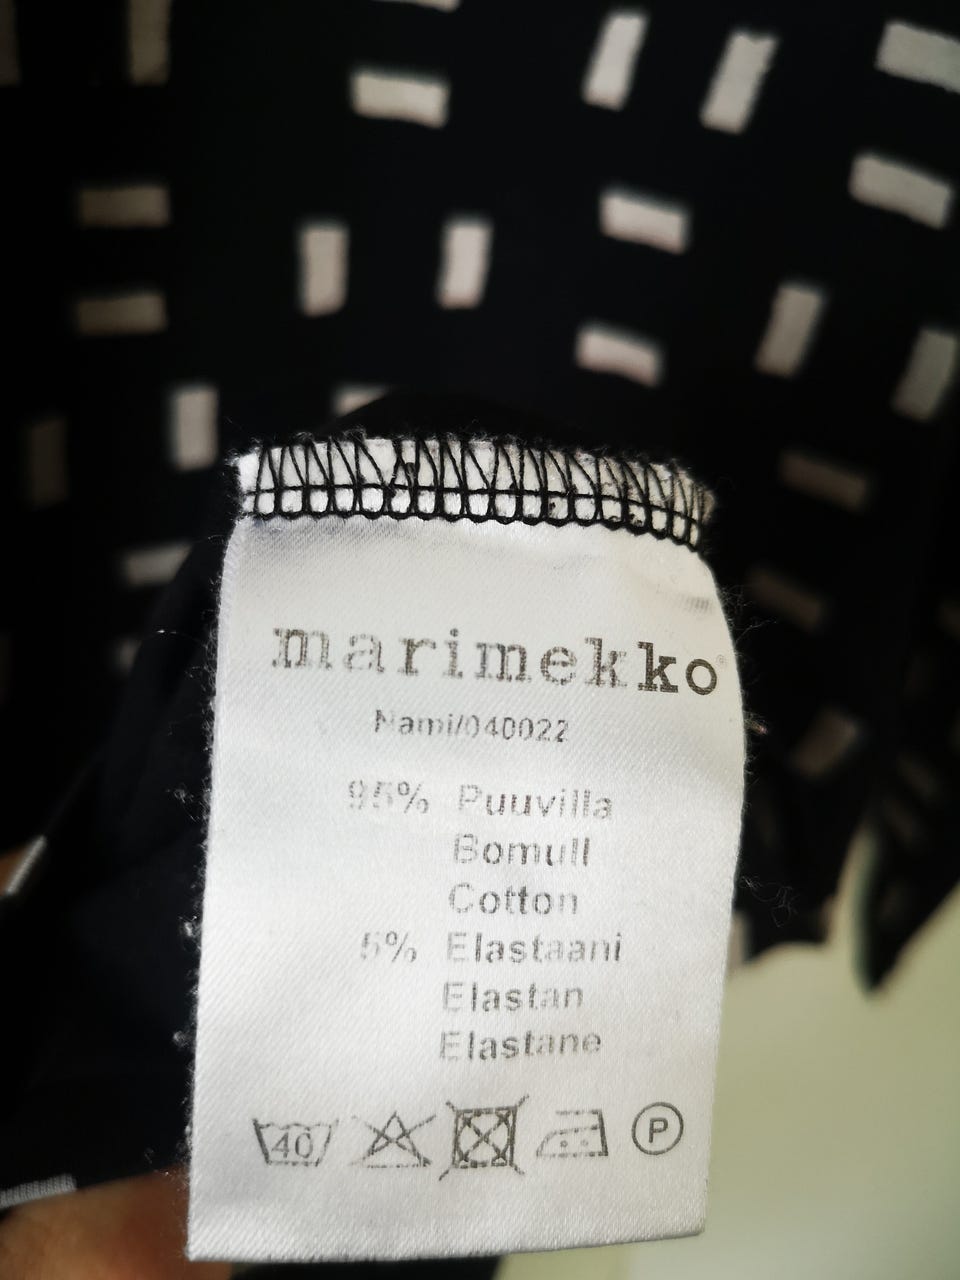 marimekko®
Nami/040022
95% Puuvilla
Bomull
Cotton
5% Elastaani
Elastan
Elastane
40 P